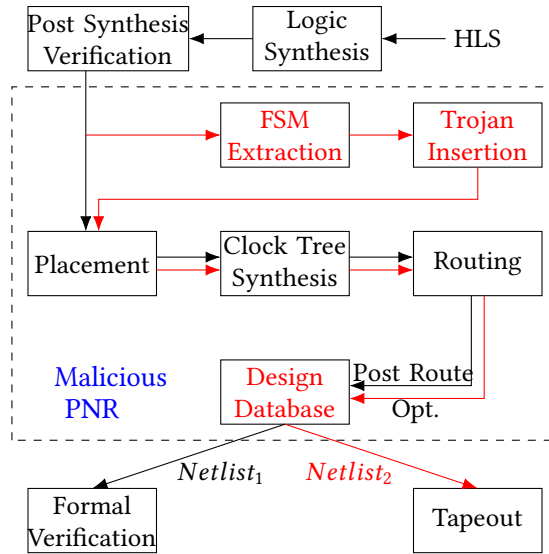 Post Synthesis
Verification
Logic
Synthesis
HLS
FSM
Extraction
Trojan
Insertion
Placement
Clock Tree
Synthesis
Routing
Malicious
PNR
Design
Database
Post Route
Opt.
Netlist₁
Netlist₂
Formal
Verification
Tapeout